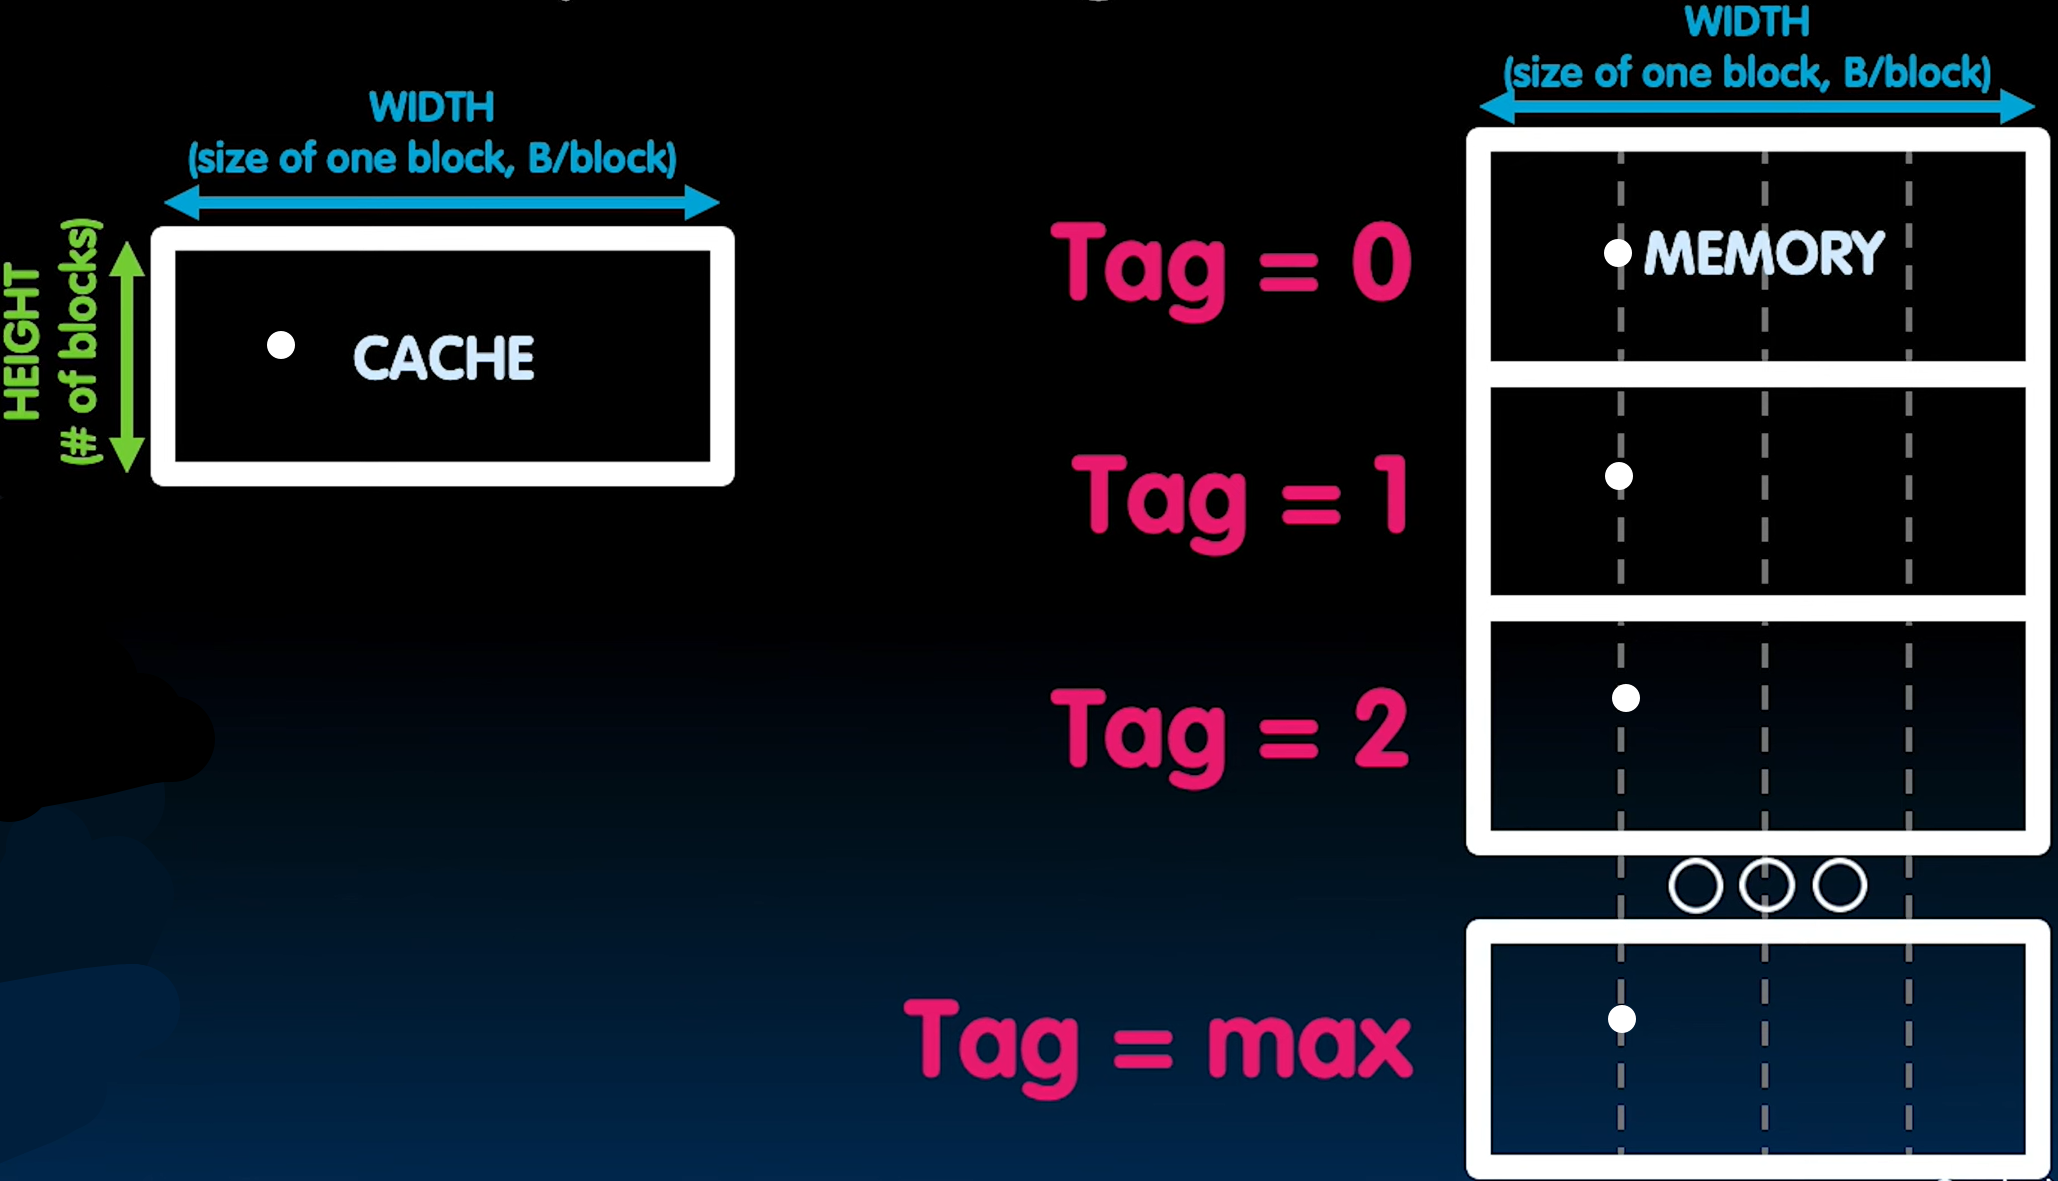 WIDTH
(size of one block, B/block)
HEIGHT
(# of blocks)
CACHE
WIDTH
(size of one block, B/block)
MEMORY
Tag = 0
Tag = 1
Tag = 2
Tag = max